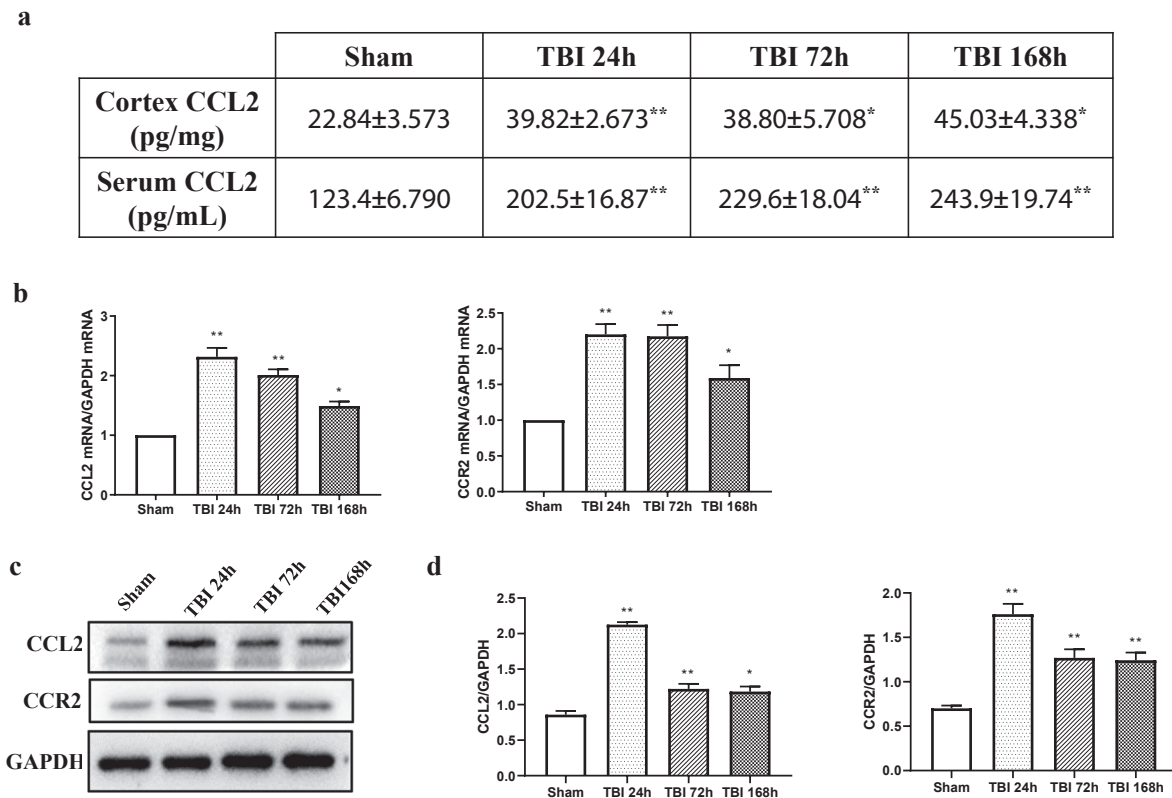 a
Sham TBI 24h TBI 72h TBI 168h
Cortex CCL2
(pg/mg)
22.84±3.573 39.82±2.673** 38.80±5.708* 45.03±4.338*
Serum CCL2
(pg/mL)
123.4±6.790 202.5±16.87** 229.6±18.04** 243.9±19.74**
b
CCL2 mRNA/GAPDH mRNA
3
2
1
0
** ** *
Sham TBI 24h TBI 72h TBI 168h
CCR2 mRNA/GAPDH mRNA
2.5
2.0
1.5
1.0
0.5
0.0
** ** *
Sham TBI 24h TBI 72h TBI 168h
c
Sham TBI 24h TBI 72h TBI168h
CCL2
CCR2
GAPDH
d
CCL2/GAPDH
2.5
2.0
1.5
1.0
0.5
0.0
** ** *
Sham TBI 24h TBI 72h TBI 168h
CCR2/GAPDH
2.0
1.5
1.0
0.5
0.0
** ** **
Sham TBI 24h TBI 72h TBI 168h